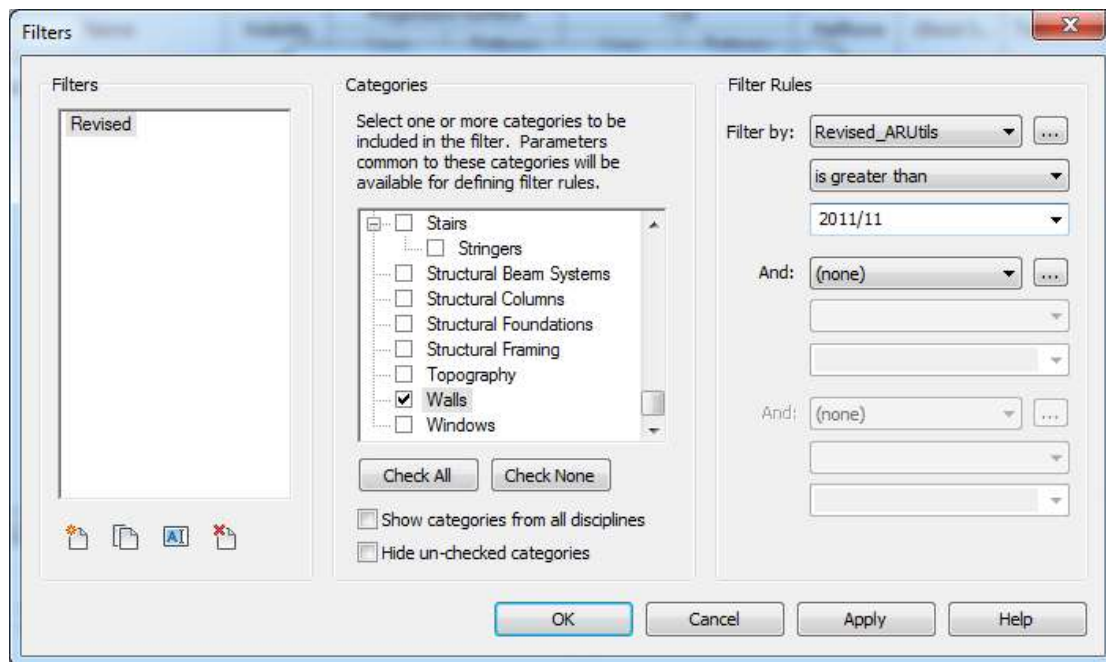 Filters
Filters
Revised
Categories
Select one or more categories to be
included in the filter. Parameters
common to these categories will be
available for defining filter rules.
Stairs
Stringers
Structural Beam Systems
Structural Columns
Structural Foundations
Structural Framing
Topography
Walls
Windows
Check All
Check None
Show categories from all disciplines
Hide un-checked categories
Filter Rules
Filter by:
Revised_ARUtils
...
is greater than
2011/11
And:
(none)
...
And:
(none)
...
OK
Cancel
Apply
Help